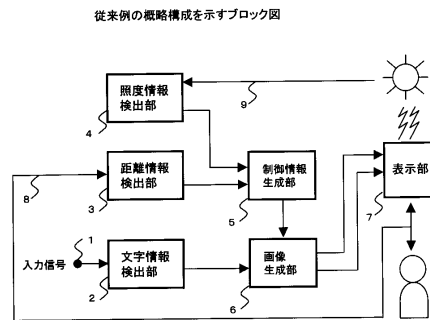 従来例の概略構成を示すブロック図
照度情報
検出部
4
9
距離情報
検出部
8
3
制御情報
生成部
5
表示部
7
1
入力信号
文字情報
検出部
2
画像
生成部
6